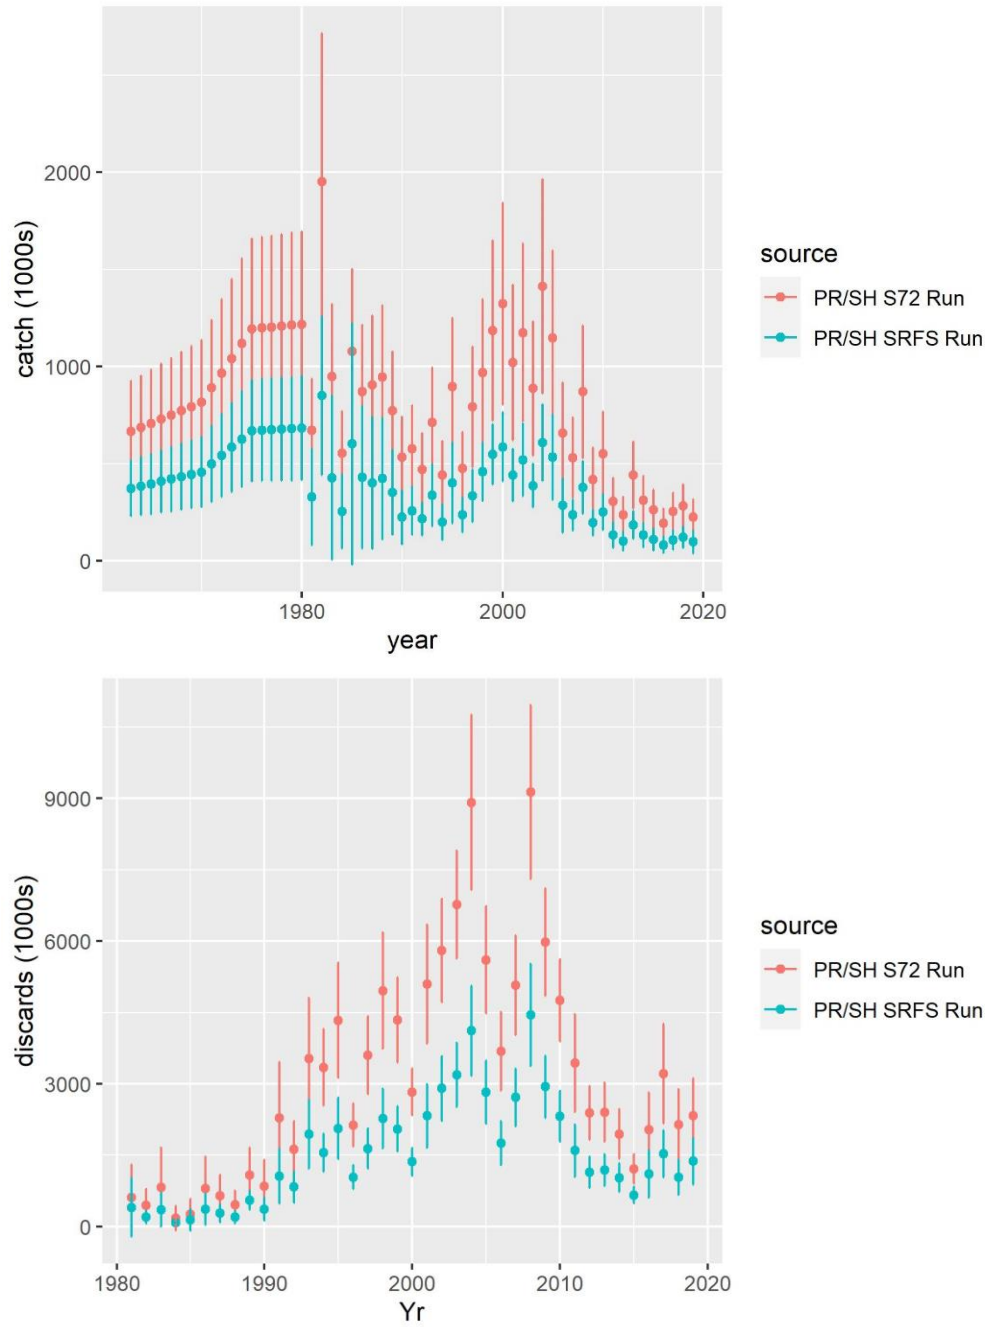 2000
1000
0
catch (1000s)
1980
2000
2020
year
source
PR/SH S72 Run
PR/SH SRFS Run
9000
6000
3000
0
discards (1000s)
1980
1990
2000
2010
2020
Yr
source
PR/SH S72 Run
PR/SH SRFS Run